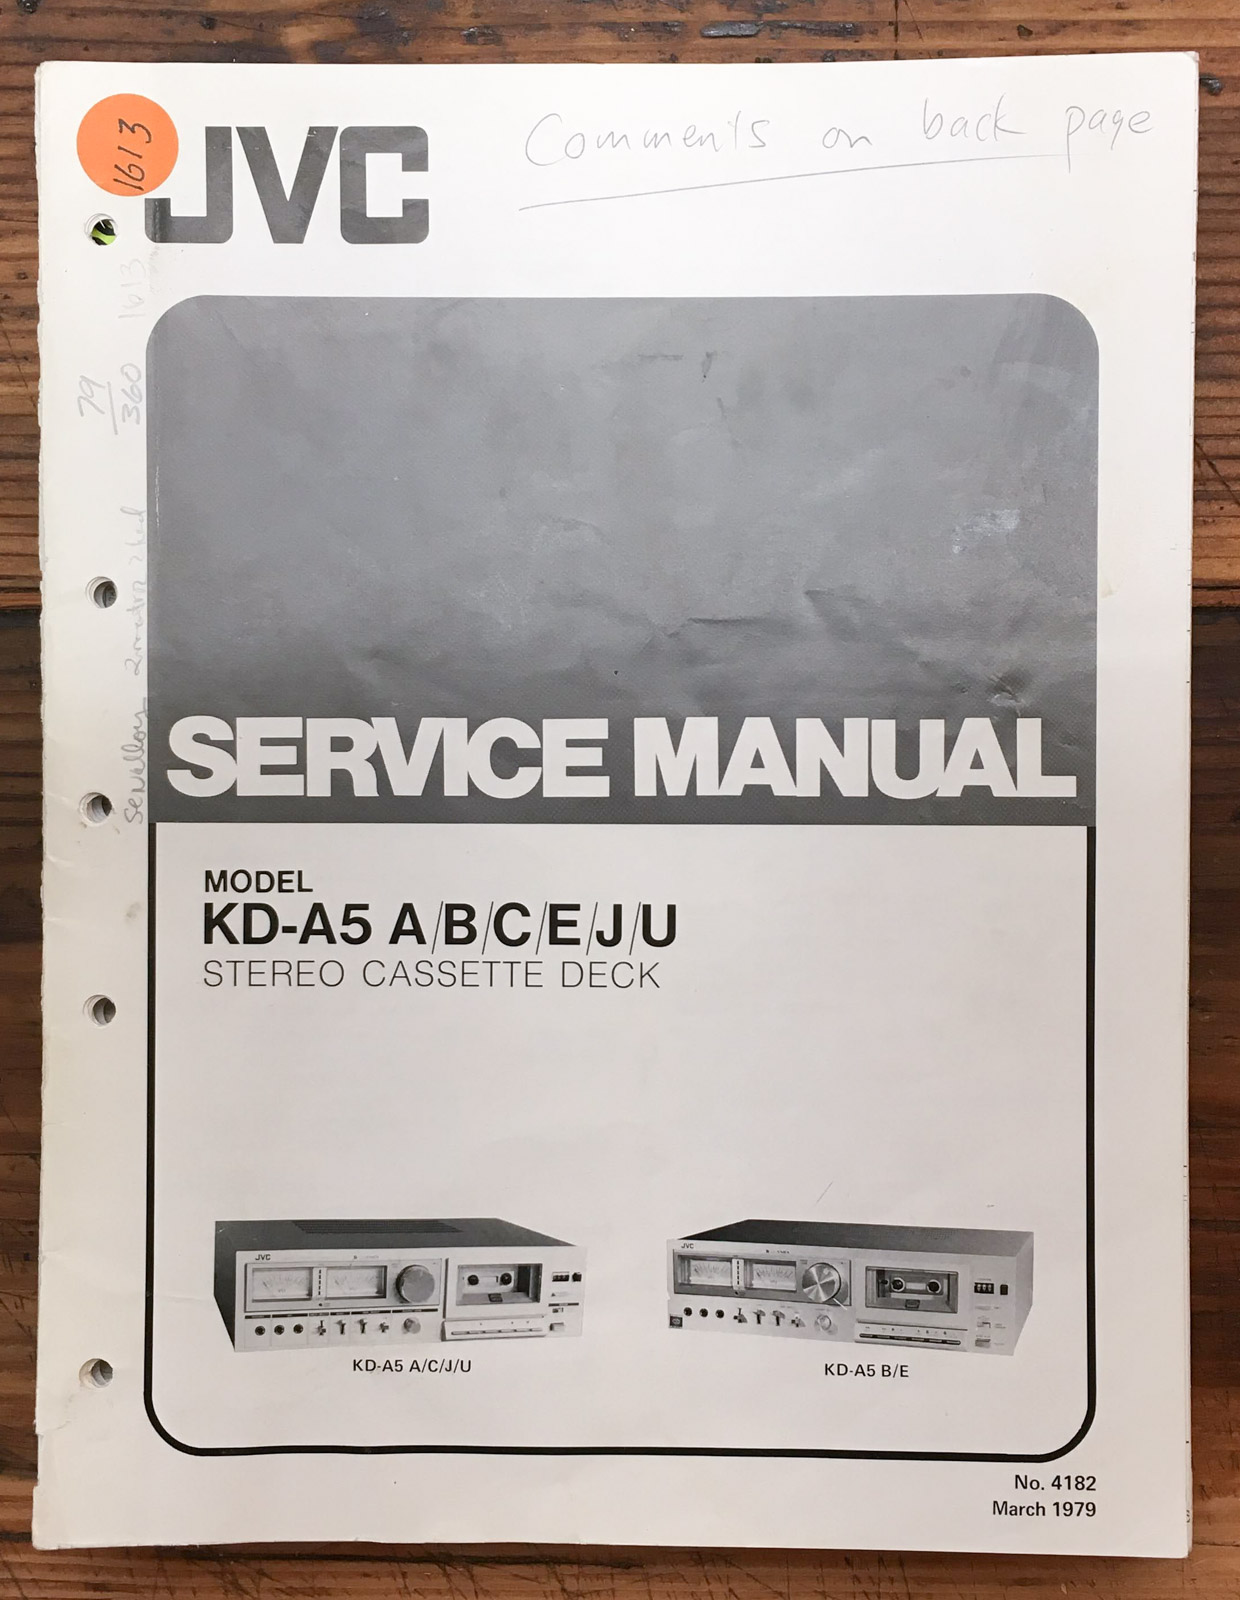 1613
JVC
Comments on back page
1613
79
360
SERVICE MANUAL
MODEL
KD-A5 A/B/C/E/J/U
STEREO CASSETTE DECK
JVC
JVC
KD-A5 A/C/J/U
KD-A5 B/E
No. 4182
March 1979